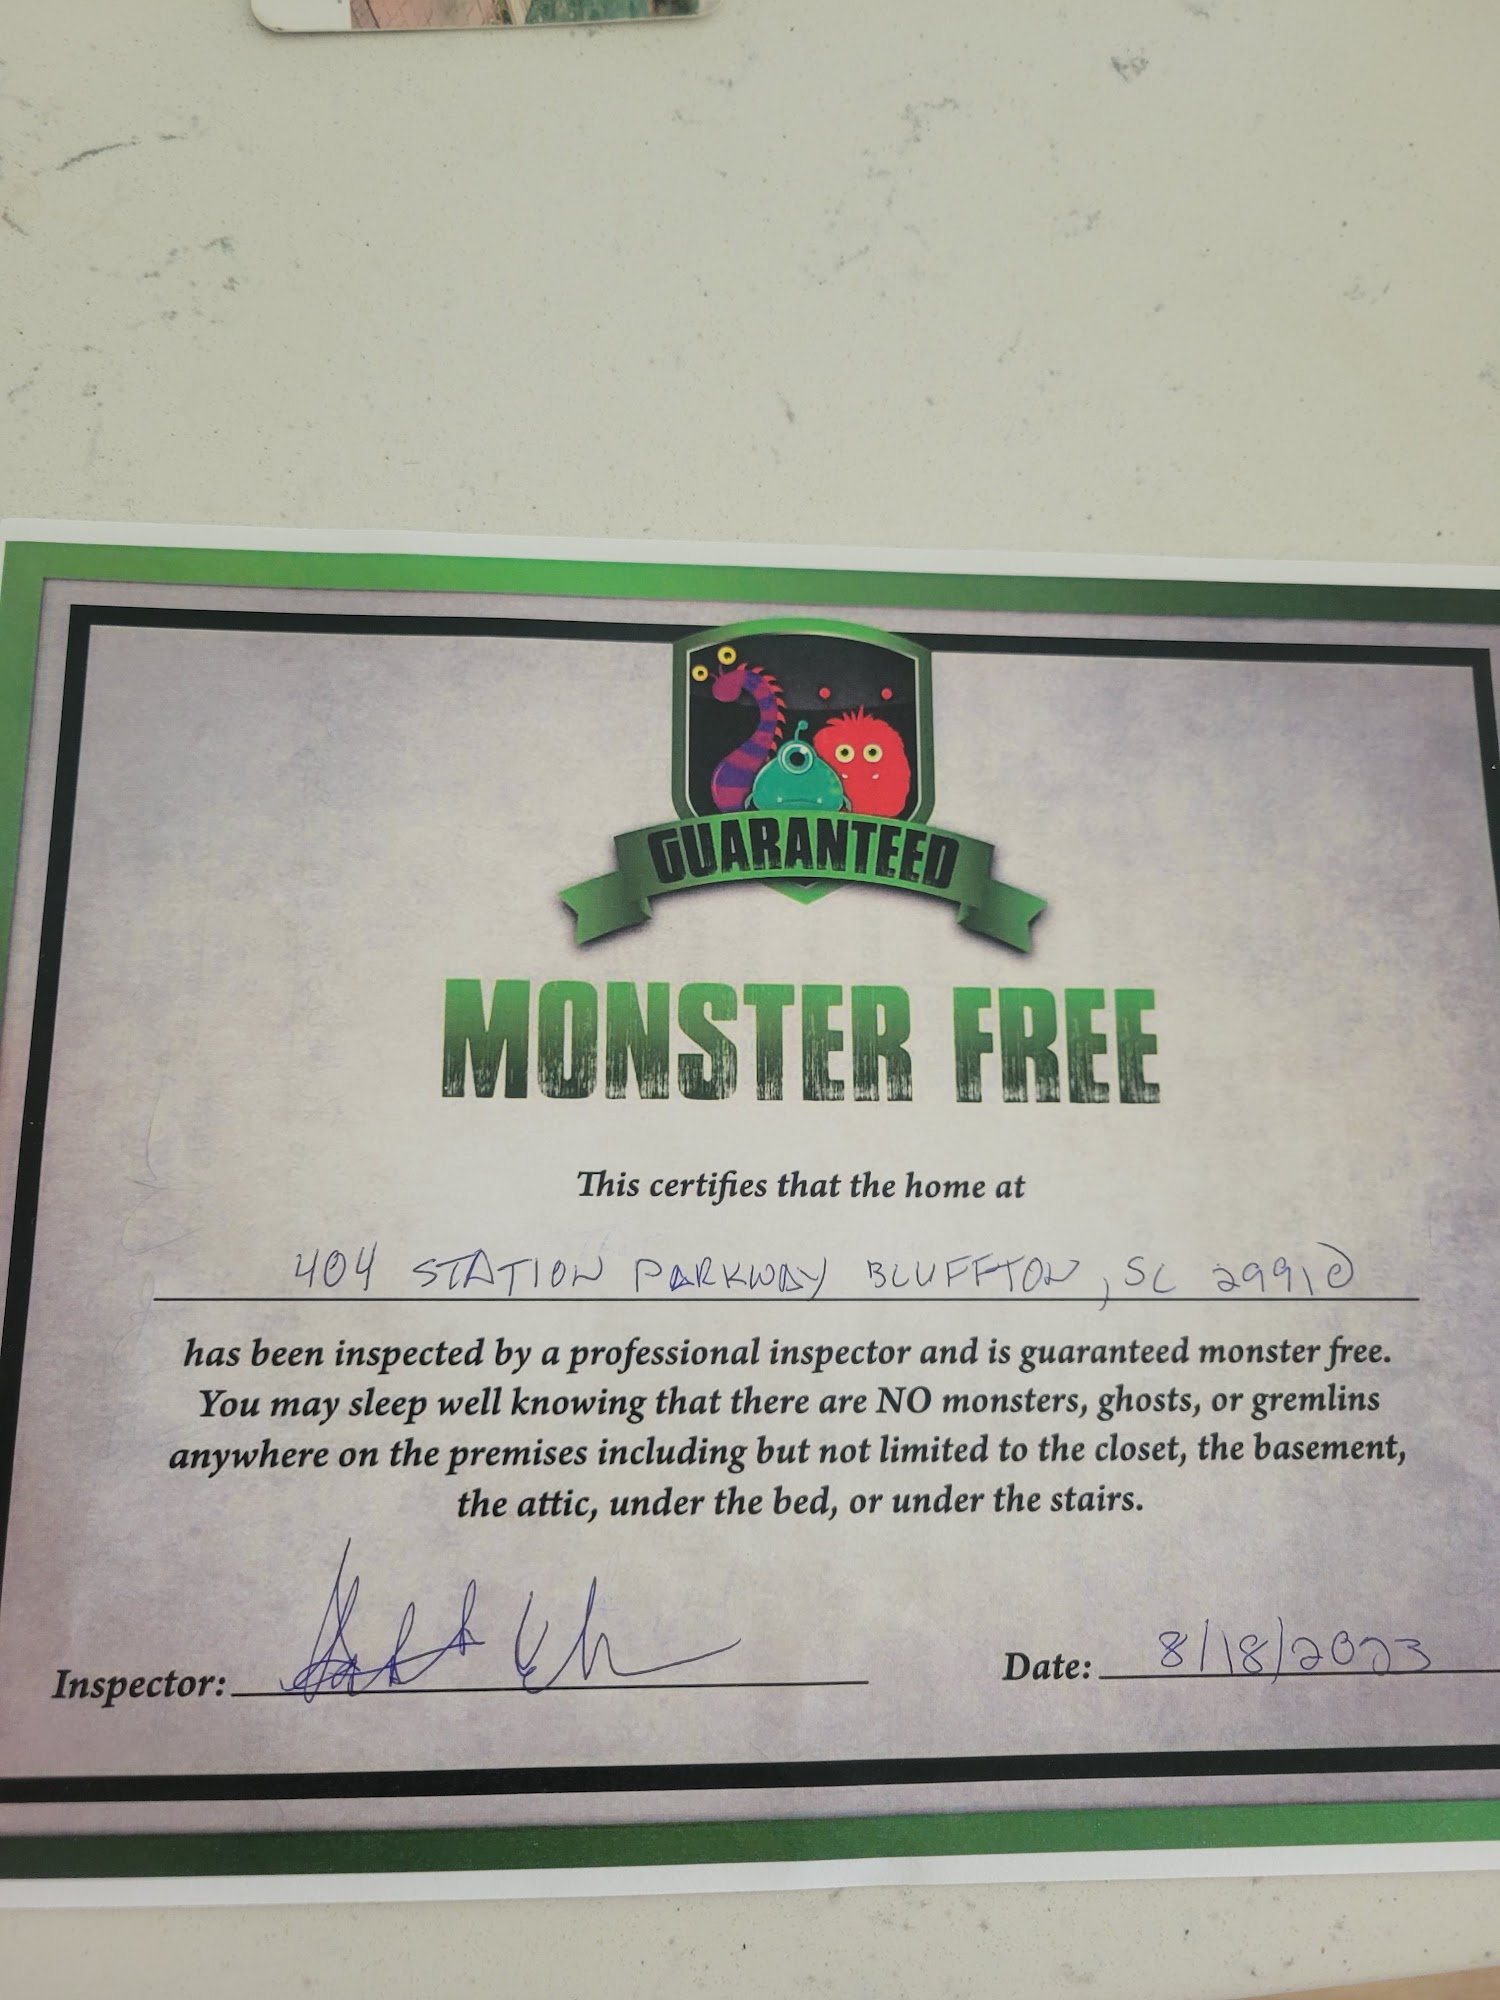 GUARANTEED
MONSTER FREE
This certifies that the home at
404 STATION PARKWAY BLUFFTON, SC 29910
has been inspected by a professional inspector and is guaranteed monster free.
You may sleep well knowing that there are NO monsters, ghosts, or gremlins
anywhere on the premises including but not limited to the closet, the basement,
the attic, under the bed, or under the stairs.
Inspector:
Date: 8/18/2023